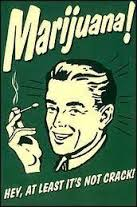 Marijuana!
HEY, AT LEAST IT'S NOT CRACK!